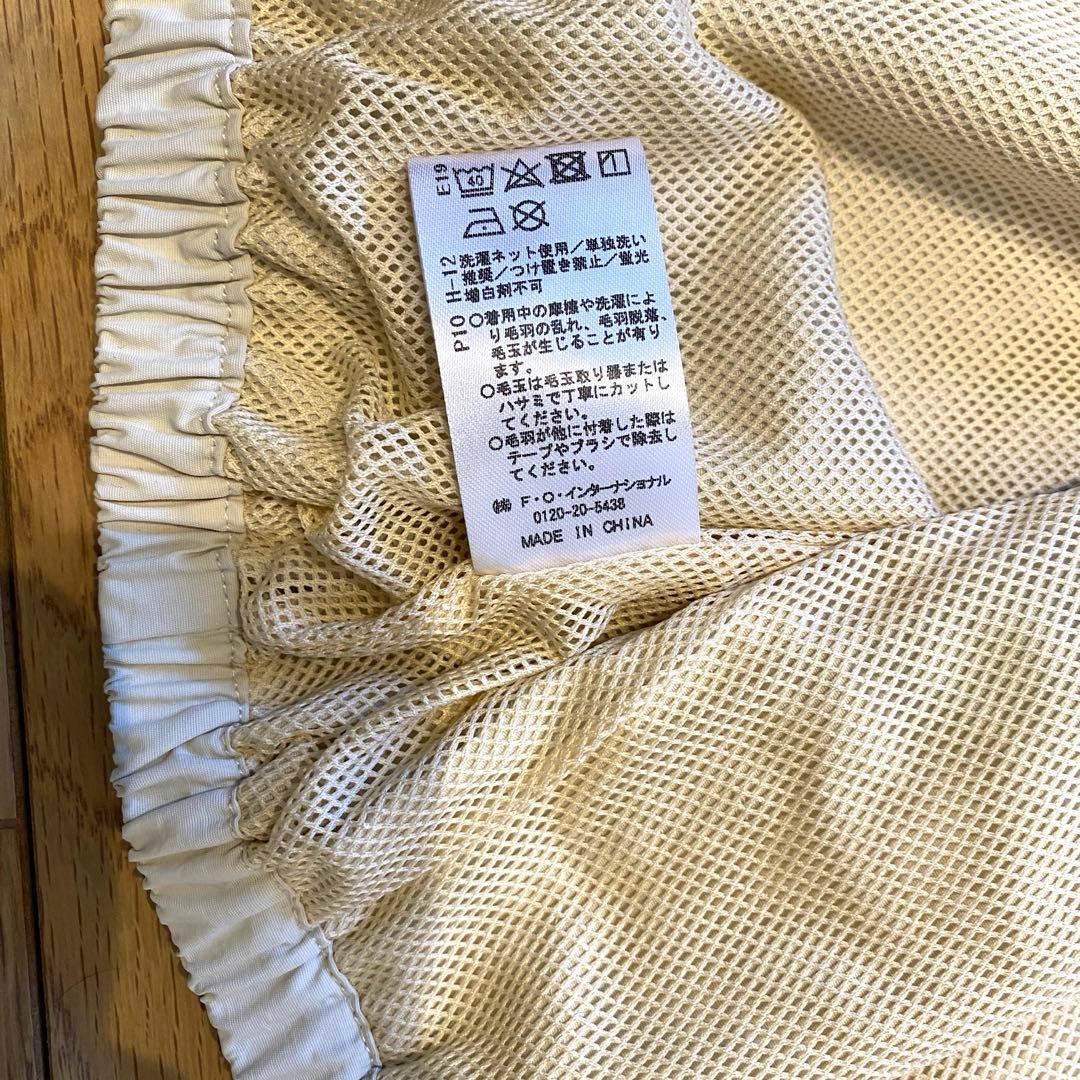 E19
40
H-12
洗濯ネット使用／単独洗い
推奨／つけ置き禁止／蛍光
増白剤不可
P10
○着用中の摩擦や洗濯によ
り毛羽の乱れ、毛羽脱落、
毛玉が生じることが有り
ます。
○毛玉は毛玉取り器または
ハサミで丁寧にカットし
てください。
○毛羽が他に付着した際は
テープやブラシで除去し
てください。
㈱ F・O・インターナショナル
0120-20-5438
MADE IN CHINA